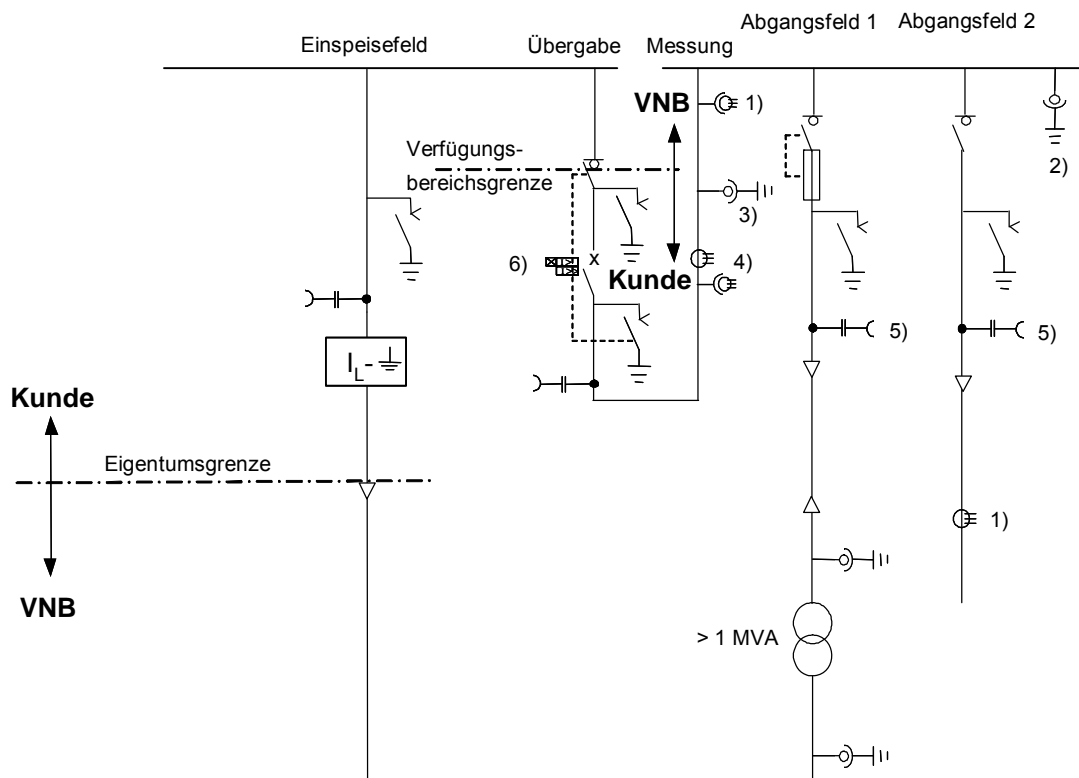 Einspeisefeld
Übergabe
Messung
Abgangsfeld 1
Abgangsfeld 2
VNB
1)
2)
Verfügungs-
bereichsgrenze
3)
6)
Kunde
4)
5)
5)
I_L-
Kunde
Eigentumsgrenze
VNB
1)
> 1 MVA